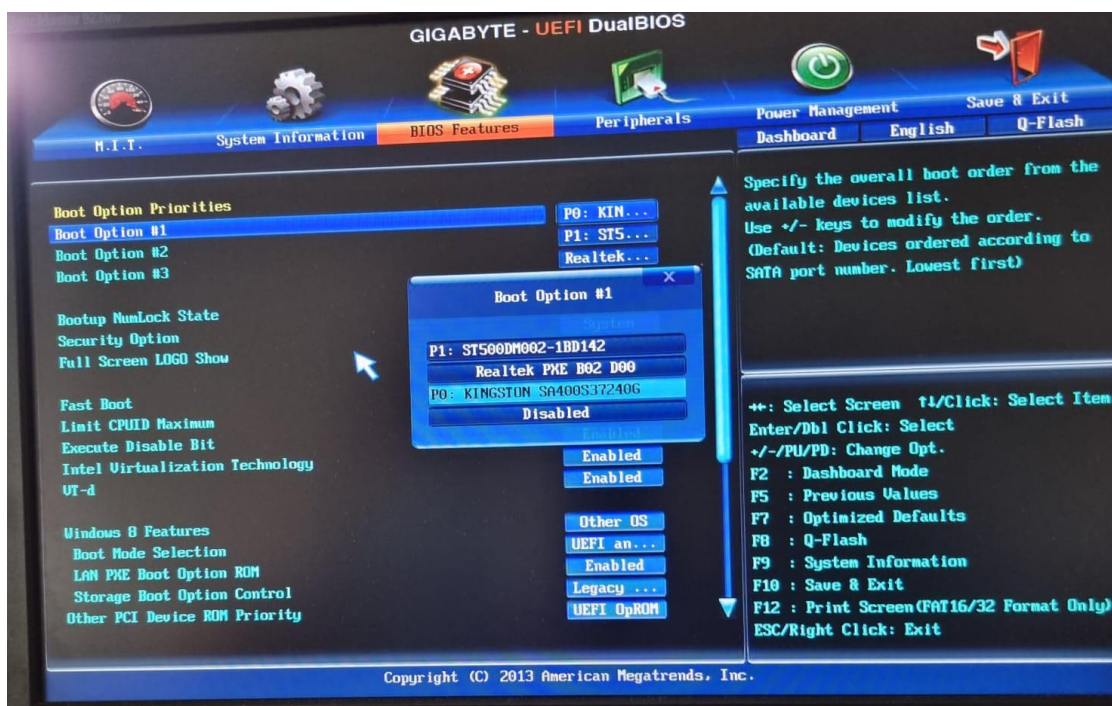 GIGABYTE - UEFI DualBIOS
M.I.T.
System Information
BIOS Features
Peripherals
Power Management
Save & Exit
Dashboard
English
Q-Flash
Boot Option Priorities
Boot Option #1 P0: KIN...
Boot Option #2 P1: ST5...
Boot Option #3 Realtek...
Bootup NumLock State System
Security Option
Full Screen LOGO Show
Fast Boot
Limit CPUID Maximum
Execute Disable Bit Enabled
Intel Virtualization Technology Enabled
VT-d Enabled
Windows 8 Features Other OS
Boot Mode Selection UEFI an...
LAN PXE Boot Option ROM Enabled
Storage Boot Option Control Legacy ...
Other PCI Device ROM Priority UEFI OpROM
X
Boot Option #1
P1: ST500DM002-1BD142
Realtek PXE B02 D00
P0: KINGSTON SA400S37240G
Disabled
Specify the overall boot order from the
available devices list.
Use +/- keys to modify the order.
(Default: Devices ordered according to
SATA port number. Lowest first)
→←: Select Screen ↑↓/Click: Select Item
Enter/Dbl Click: Select
+/-/PU/PD: Change Opt.
F2 : Dashboard Mode
F5 : Previous Values
F7 : Optimized Defaults
F8 : Q-Flash
F9 : System Information
F10 : Save & Exit
F12 : Print Screen(FAT16/32 Format Only)
ESC/Right Click: Exit
Copyright (C) 2013 American Megatrends, Inc.